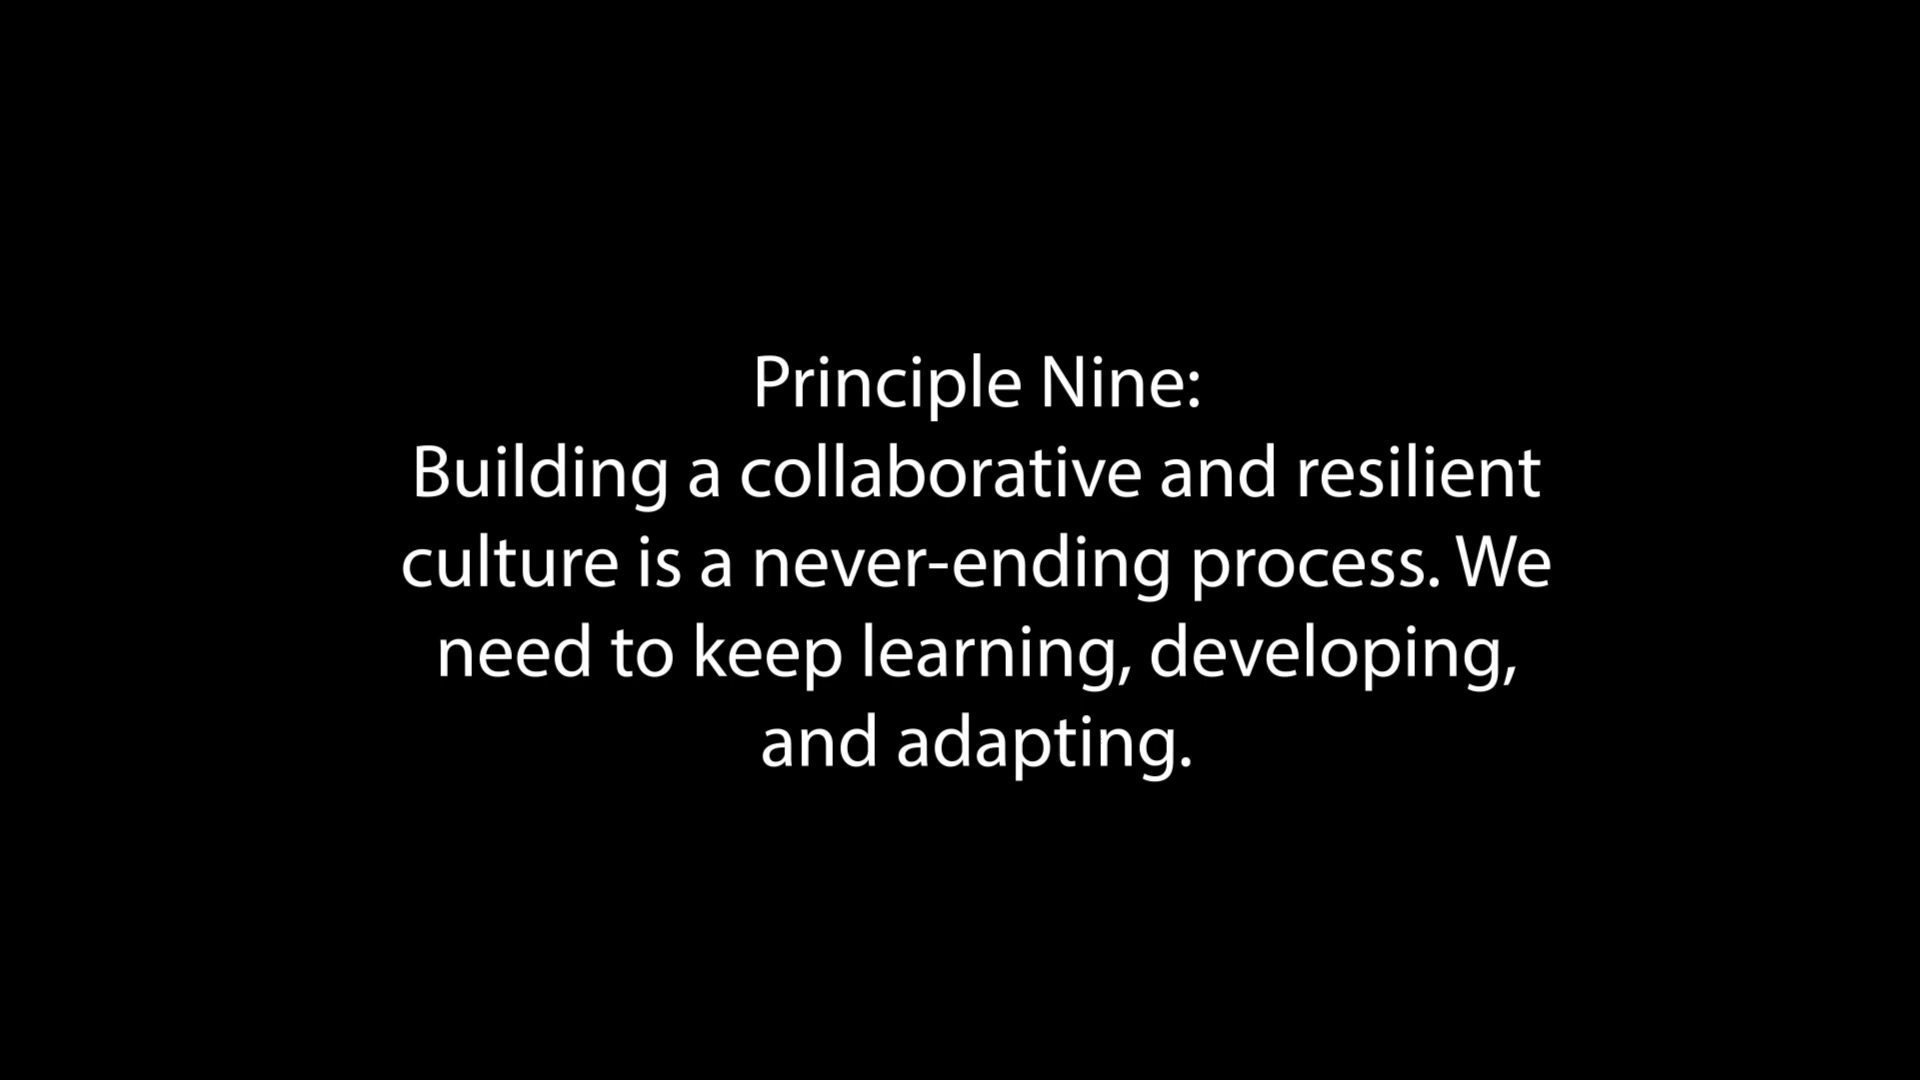 Principle Nine:
Building a collaborative and resilient
culture is a never-ending process. We
need to keep learning, developing,
and adapting.